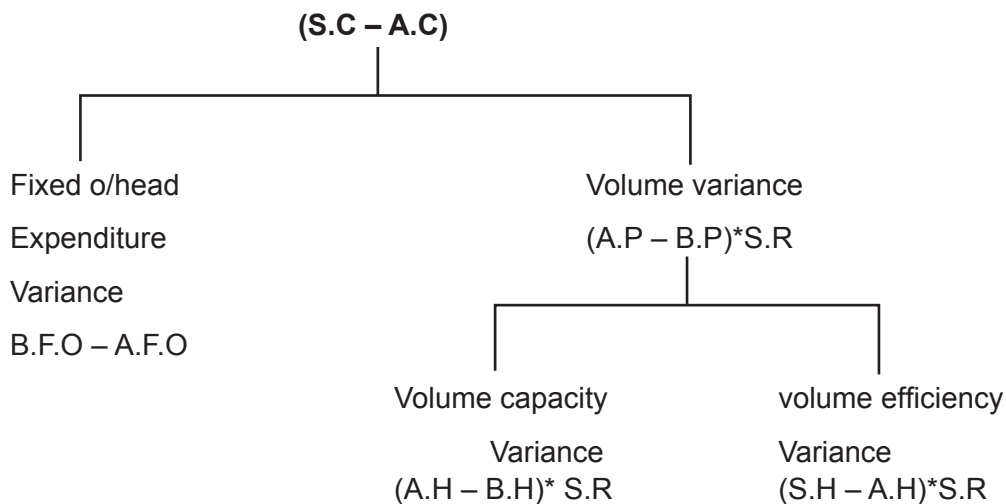 (S.C – A.C)
Fixed o/head
Expenditure
Variance
B.F.O – A.F.O
Volume variance
(A.P – B.P)*S.R
Volume capacity
Variance
(A.H – B.H)* S.R
volume efficiency
Variance
(S.H – A.H)*S.R